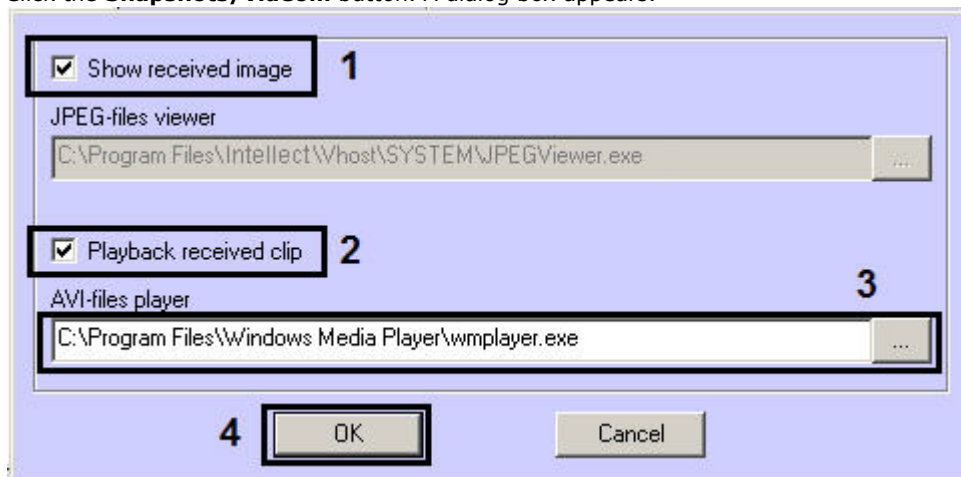 Show received image 1
JPEG-files viewer
C:\Program Files\Intellect\Vhost\SYSTEM\JPEGViewer.exe ...
Playback received clip 2
AVI-files player 3
C:\Program Files\Windows Media Player\wmplayer.exe ...
4 OK Cancel